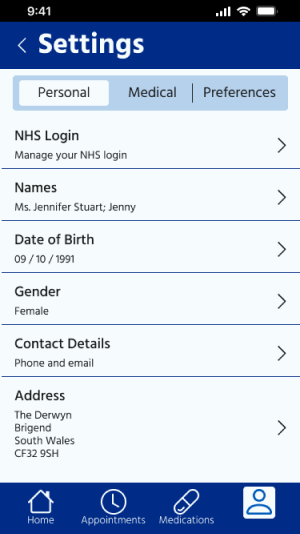 9:41
Settings
Personal
Medical
Preferences
NHS Login
Manage your NHS login
Names
Ms. Jennifer Stuart; Jenny
Date of Birth
09 / 10 / 1991
Gender
Female
Contact Details
Phone and email
Address
The Derwyn
Brigend
South Wales
CF32 9SH
Home
Appointments
Medications